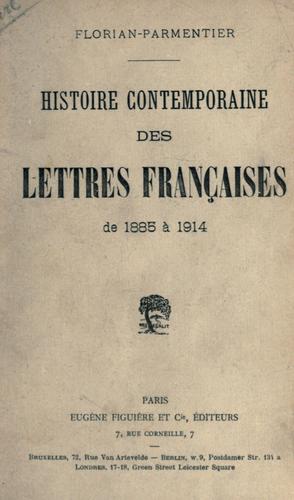 FLORIAN-PARMENTIER
HISTOIRE CONTEMPORAINE
DES
LETTRES FRANÇAISES
de 1885 à 1914
PARIS
EUGÈNE FIGUIÈRE ET Cie, ÉDITEURS
7, RUE CORNEILLE, 7
BRUXELLES, 72, Rue Van Artevelde — BERLIN, W. 9, Postdamer Str. 131 a
LONDRES, 17-18, Green Street Leicester Square